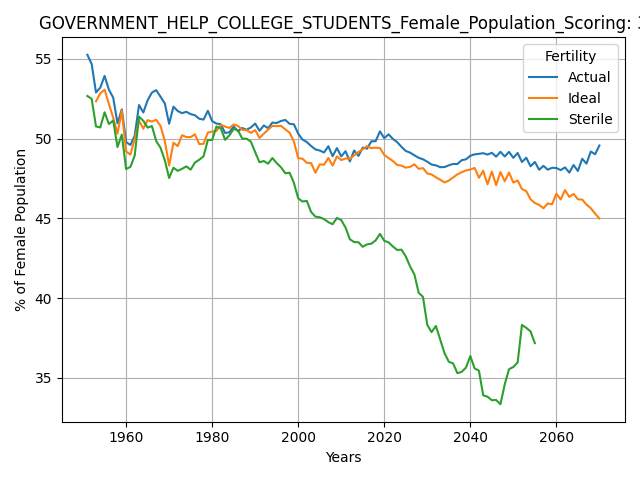 GOVERNMENT_HELP_COLLEGE_STUDENTS_Female_Population_Scoring:
Fertility
Actual
Ideal
Sterile
% of Female Population
55
50
45
40
35
1960 1980 2000 2020 2040 2060
Years